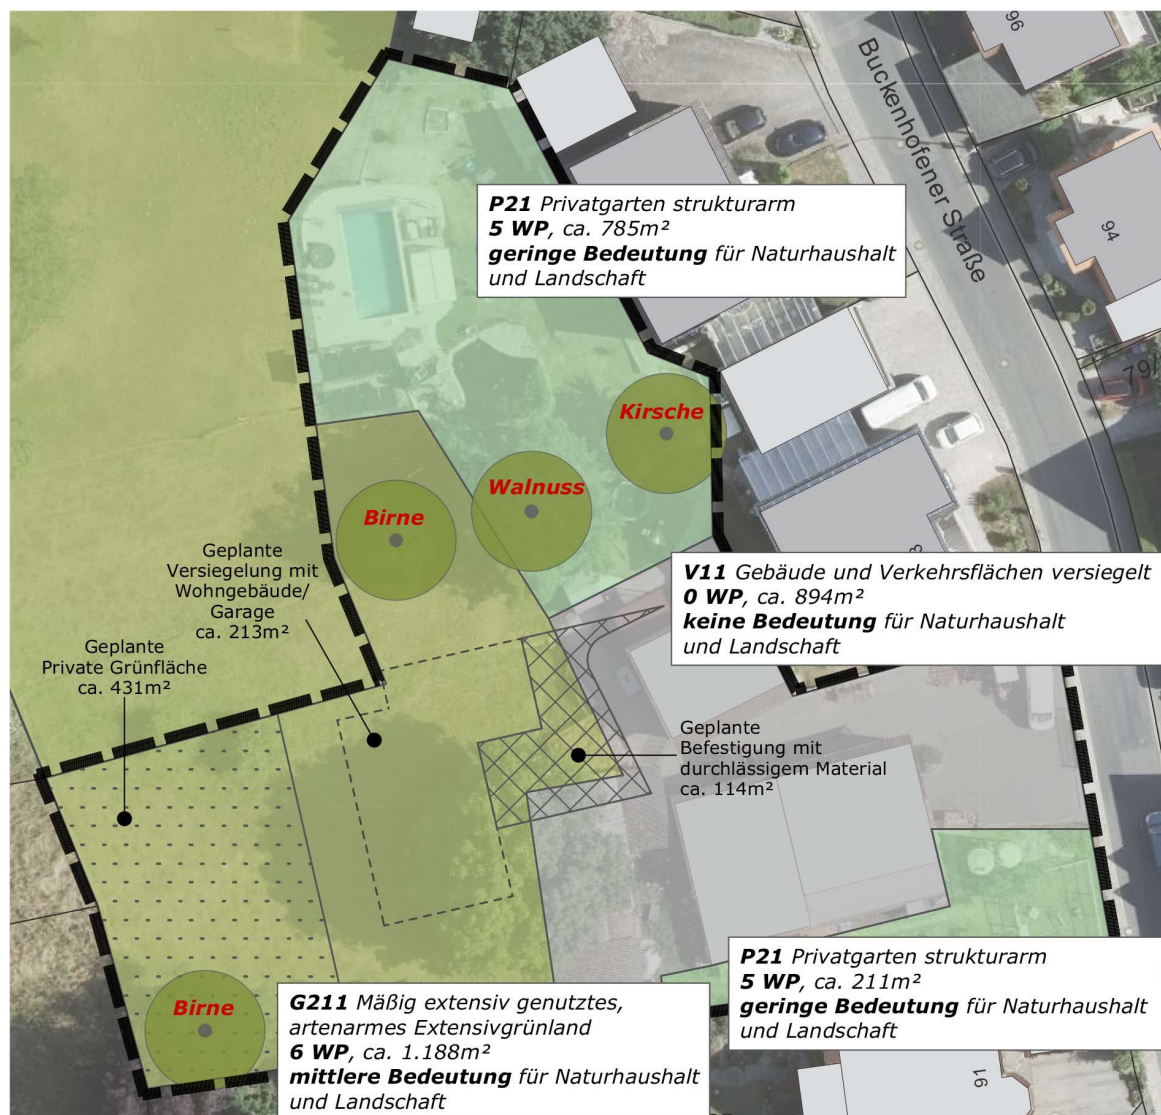 96
Buckenhofener Straße
94
P21 Privatgarten strukturarm
5 WP, ca. 785m²
geringe Bedeutung für Naturhaushalt
und Landschaft
79/
Kirsche
Walnuss
Birne
Geplante
Versiegelung mit
Wohngebäude/
Garage
ca. 213m²
V11 Gebäude und Verkehrsflächen versiegelt
0 WP, ca. 894m²
keine Bedeutung für Naturhaushalt
und Landschaft
Geplante
Private Grünfläche
ca. 431m²
Geplante
Befestigung mit
durchlässigem Material
ca. 114m²
P21 Privatgarten strukturarm
5 WP, ca. 211m²
geringe Bedeutung für Naturhaushalt
und Landschaft
Birne
G211 Mäßig extensiv genutztes,
artenarmes Extensivgrünland
6 WP, ca. 1.188m²
mittlere Bedeutung für Naturhaushalt
und Landschaft
91